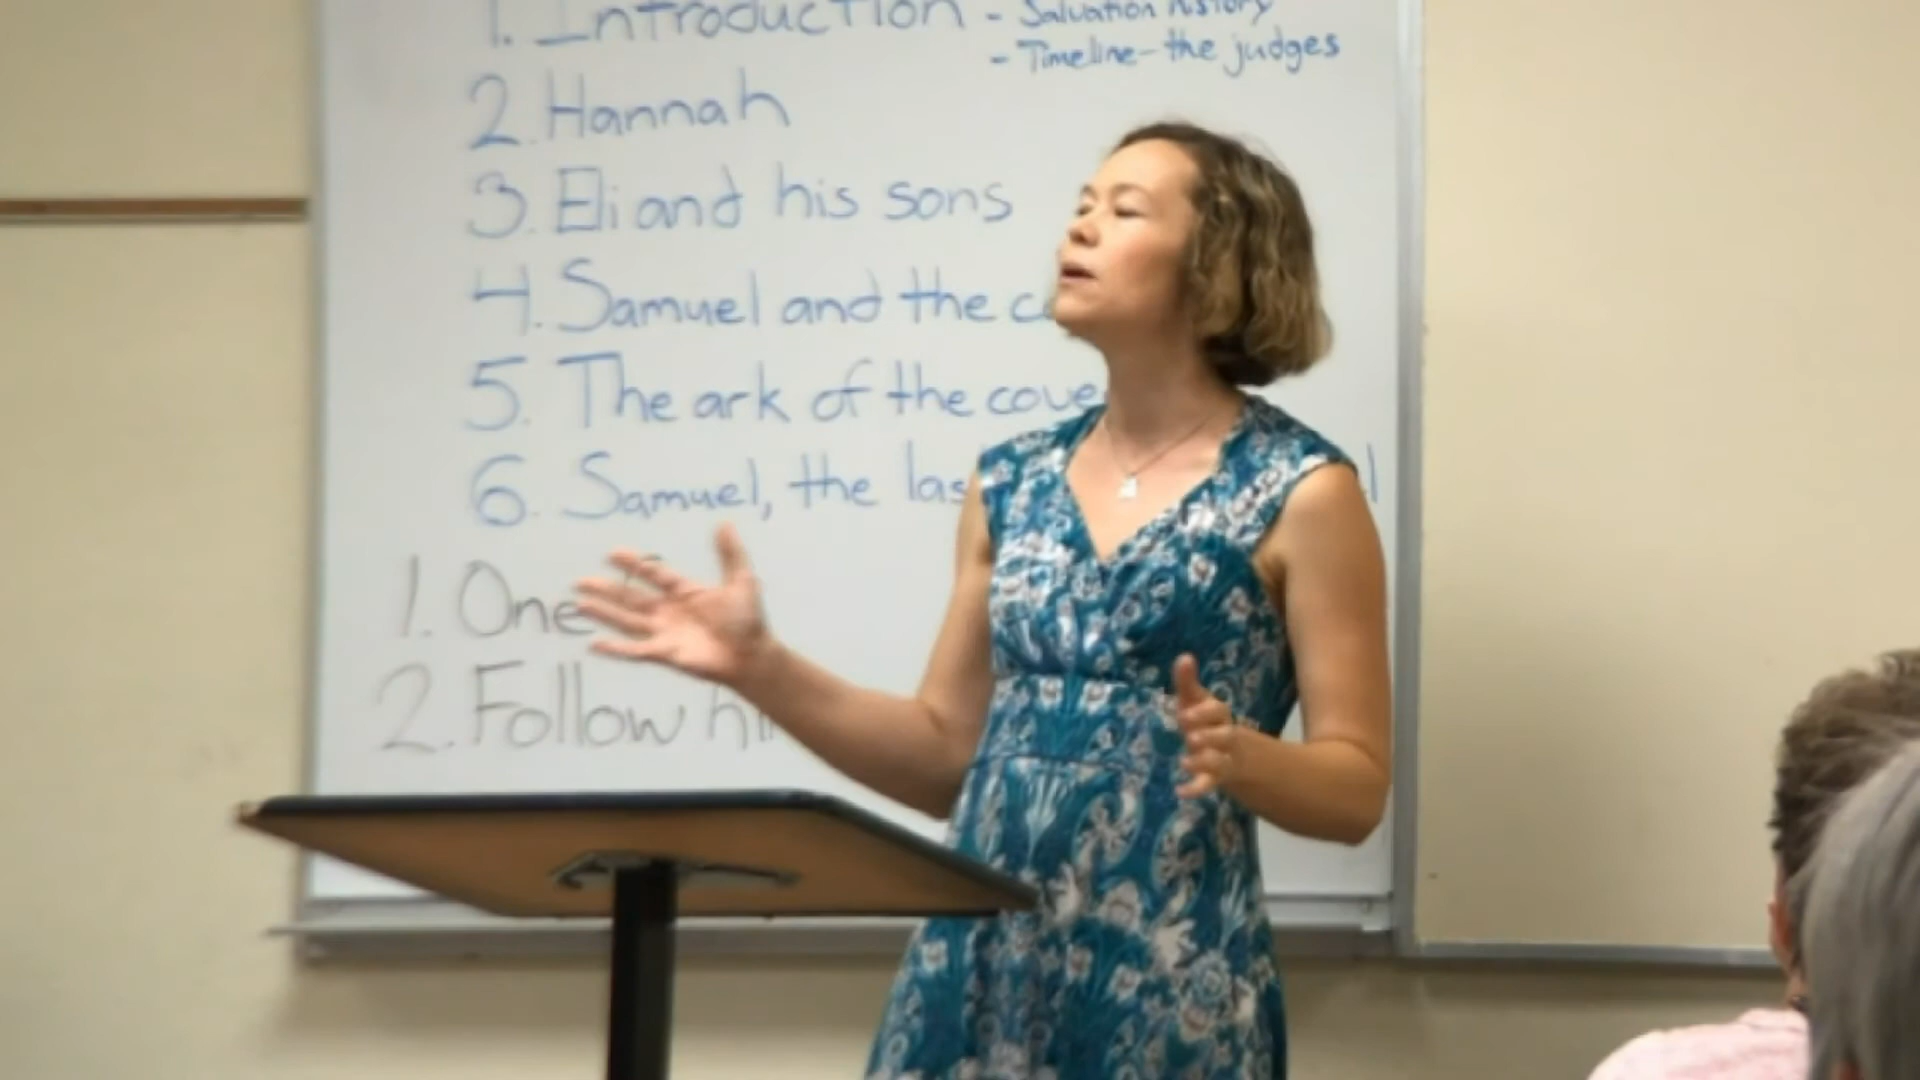 1. Introduction - Salvation history
- Timeline - the judges
2. Hannah
3. Eli and his sons
4. Samuel and the
5. The ark of the
6. Samuel, the
1. One
2. Follow